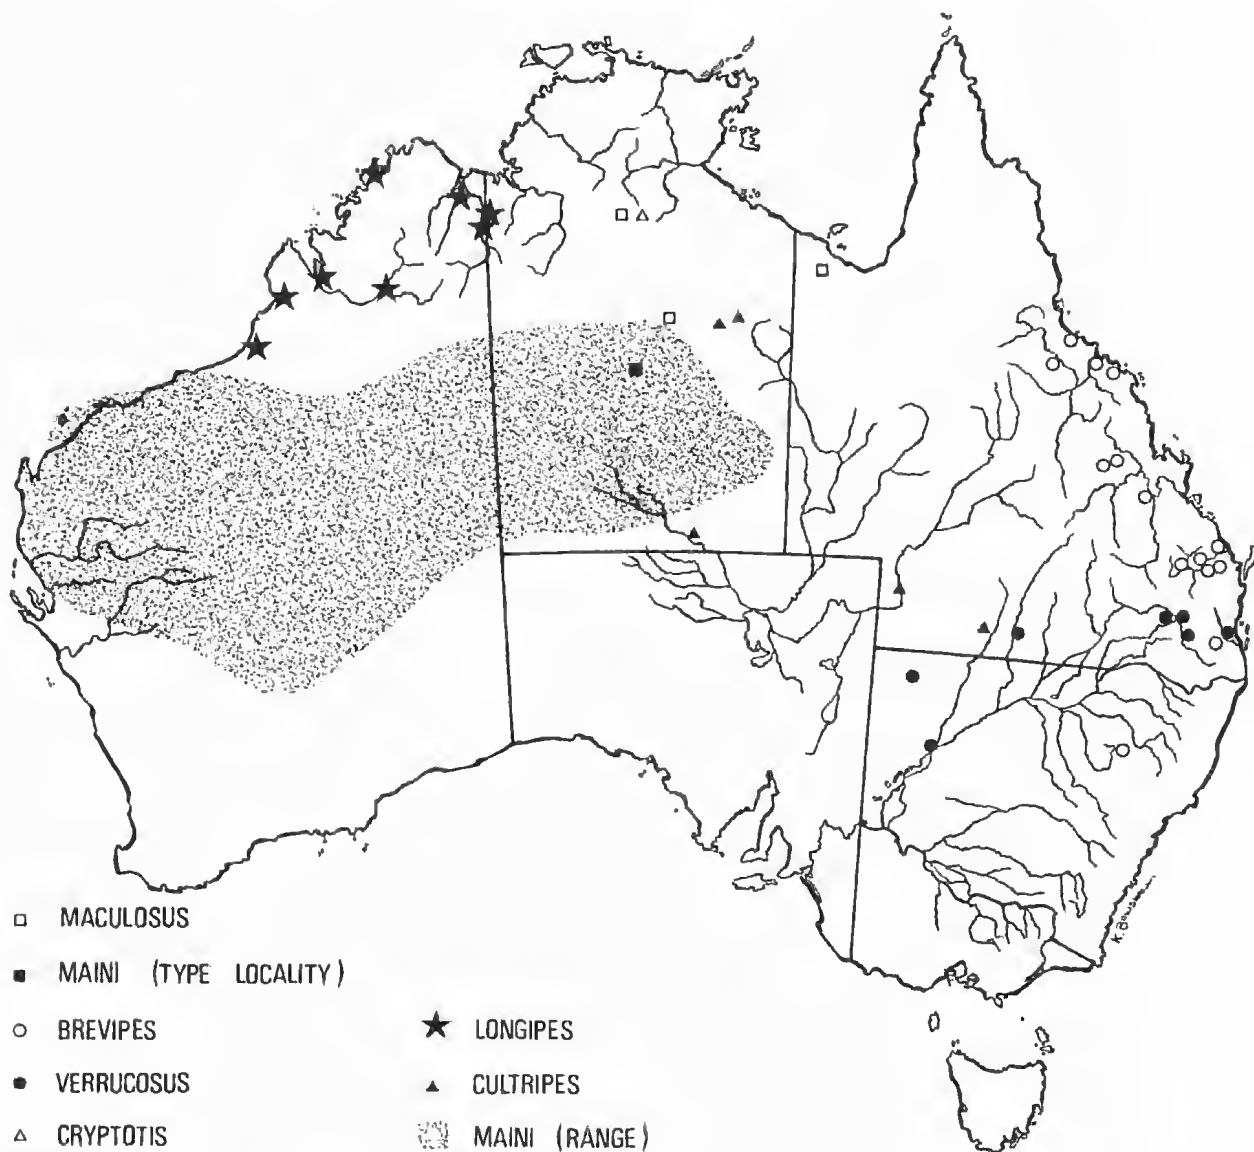 MACULOSUS
MAINI (TYPE LOCALITY)
BREVIPES
VERRUCOSUS
CRYPTOTIS
LONGIPES
CULTRIPES
MAINI (RANGE)